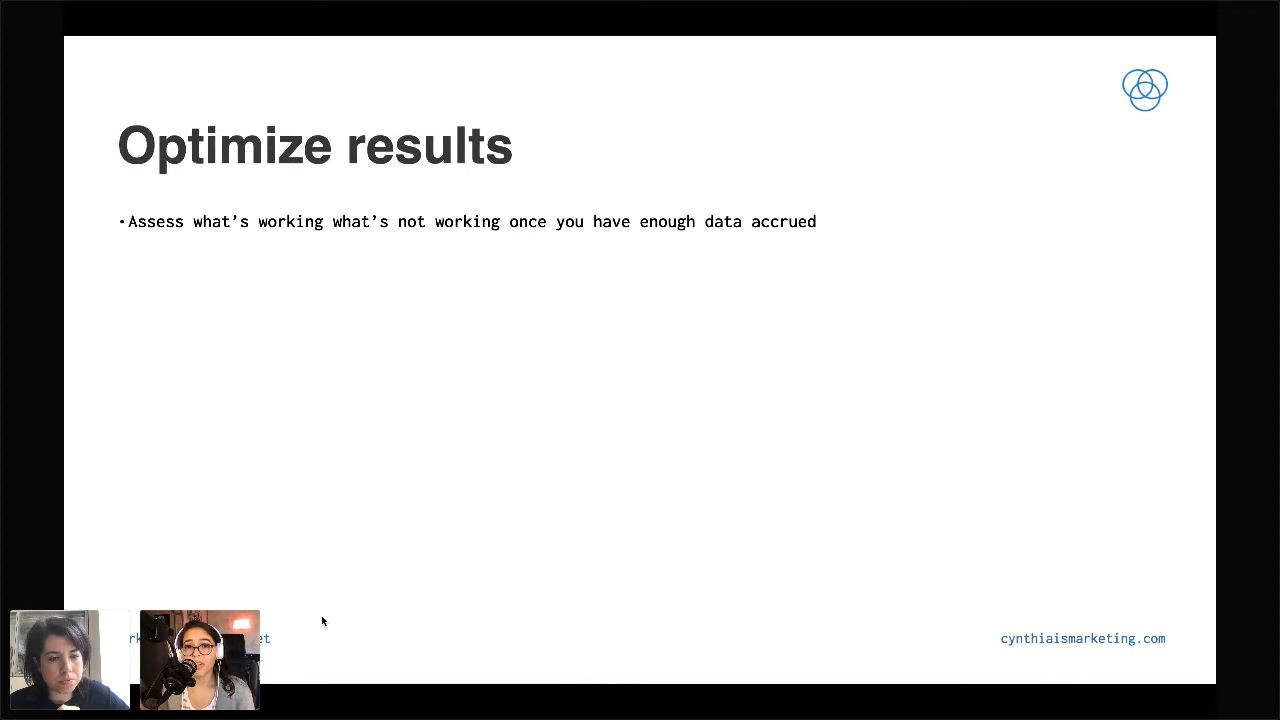 Optimize results
•Assess what's working what's not working once you have enough data accrued
cynthiaismarketing.com